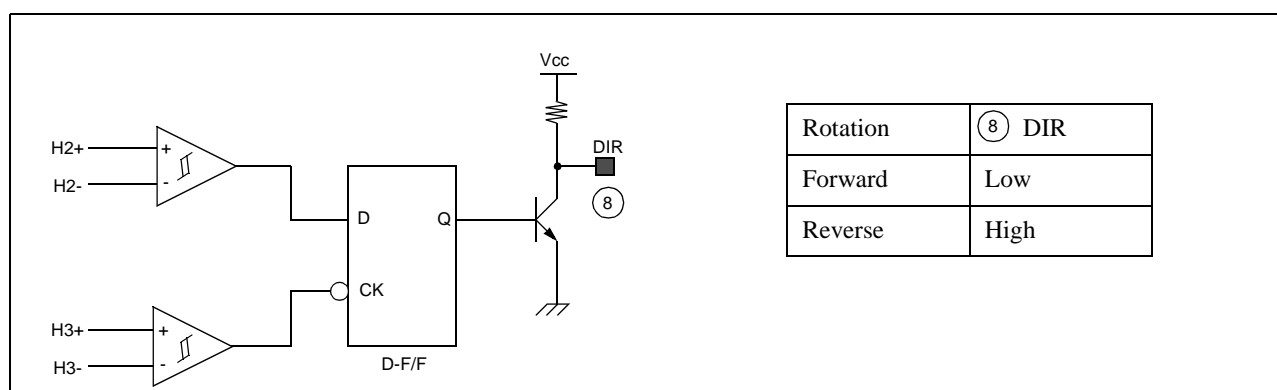 Vcc
H2+
+
H2-
-
DIR
8
D
Q
CK
H3+
+
H3-
-
D-F/F
Rotation 8 DIR
Forward Low
Reverse High